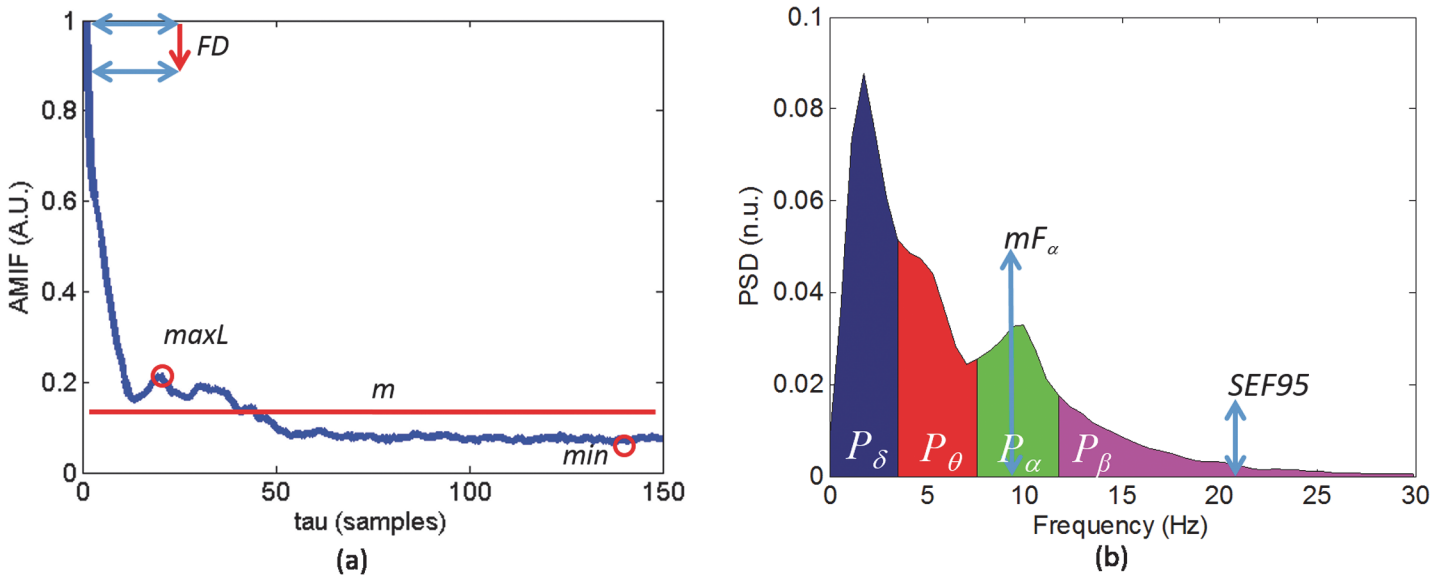 1
0.8
0.6
0.4
0.2
0
AMIF (A.U.)
FD
maxL
m
min
0 50 100 150
tau (samples)
(a)
0.1
0.08
0.06
0.04
0.02
0
PSD (n.u.)
mFα
SEF95
Pδ Pθ Pα Pβ
0 5 10 15 20 25 30
Frequency (Hz)
(b)